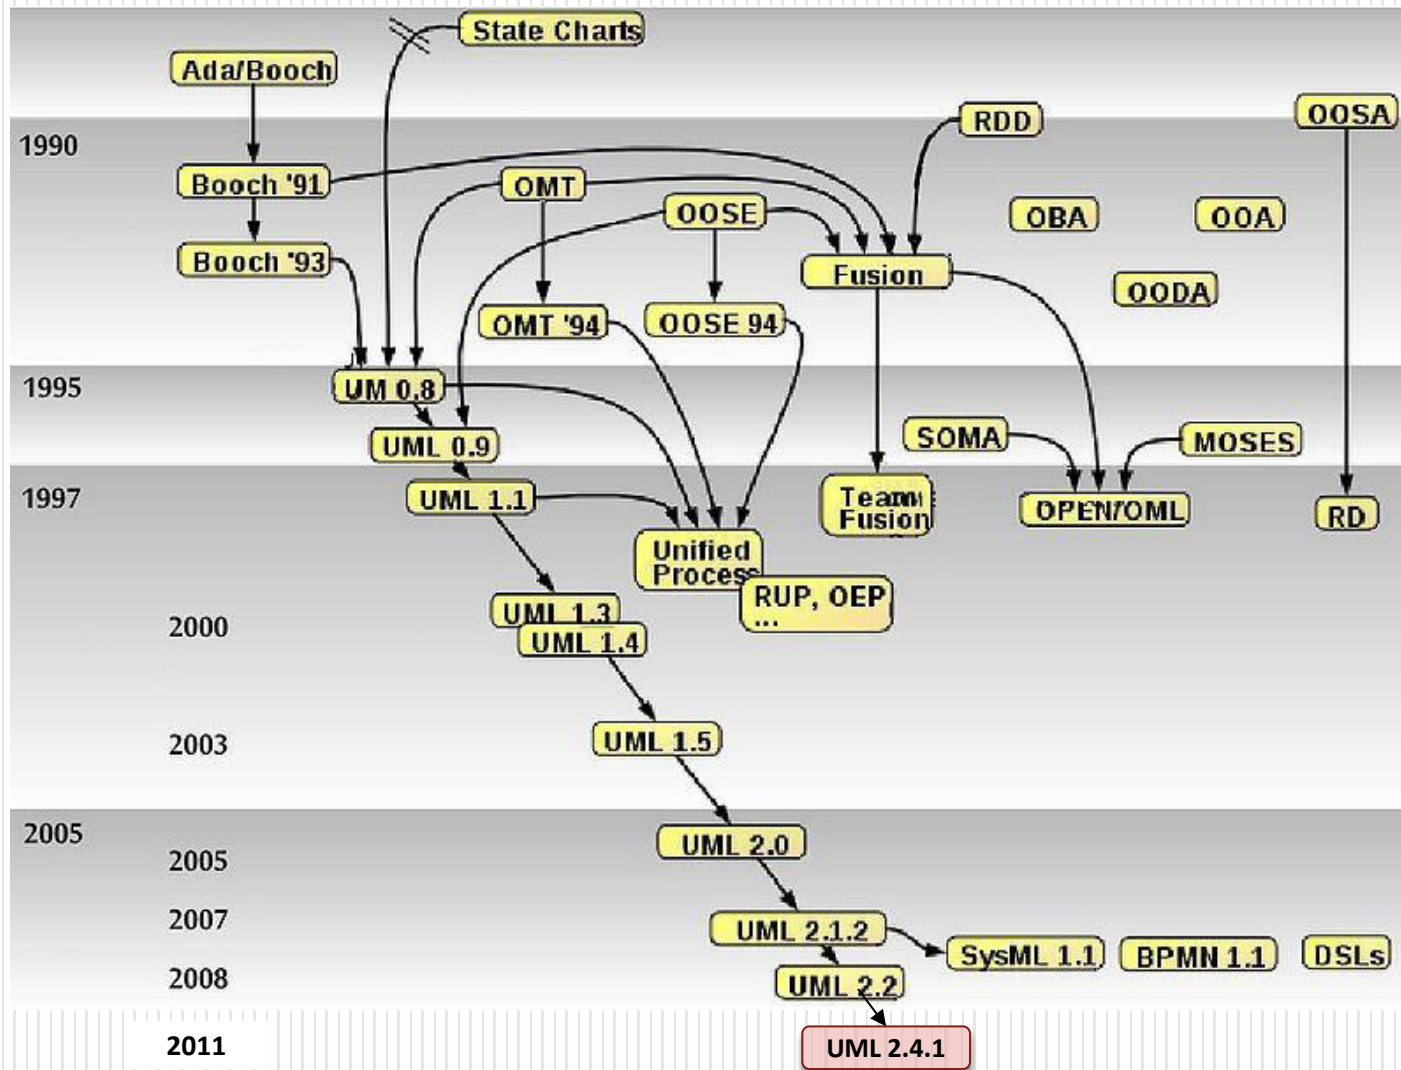 State Charts
Ada/Booch
OOSA
RDD
1990
Booch '91
OMT
OOSE
OBA
OOA
Booch '93
Fusion
OODA
OMT '94
OOSE 94
1995
UM 0.8
UML 0.9
SOMA
MOSES
1997
UML 1.1
Team
Fusion
OPEN/OML
RD
Unified
Process
RUP, OEP
...
UML 1.3
2000
UML 1.4
2003
UML 1.5
2005
UML 2.0
2005
2007
UML 2.1.2
SysML 1.1
BPMN 1.1
DSLs
2008
UML 2.2
2011
UML 2.4.1